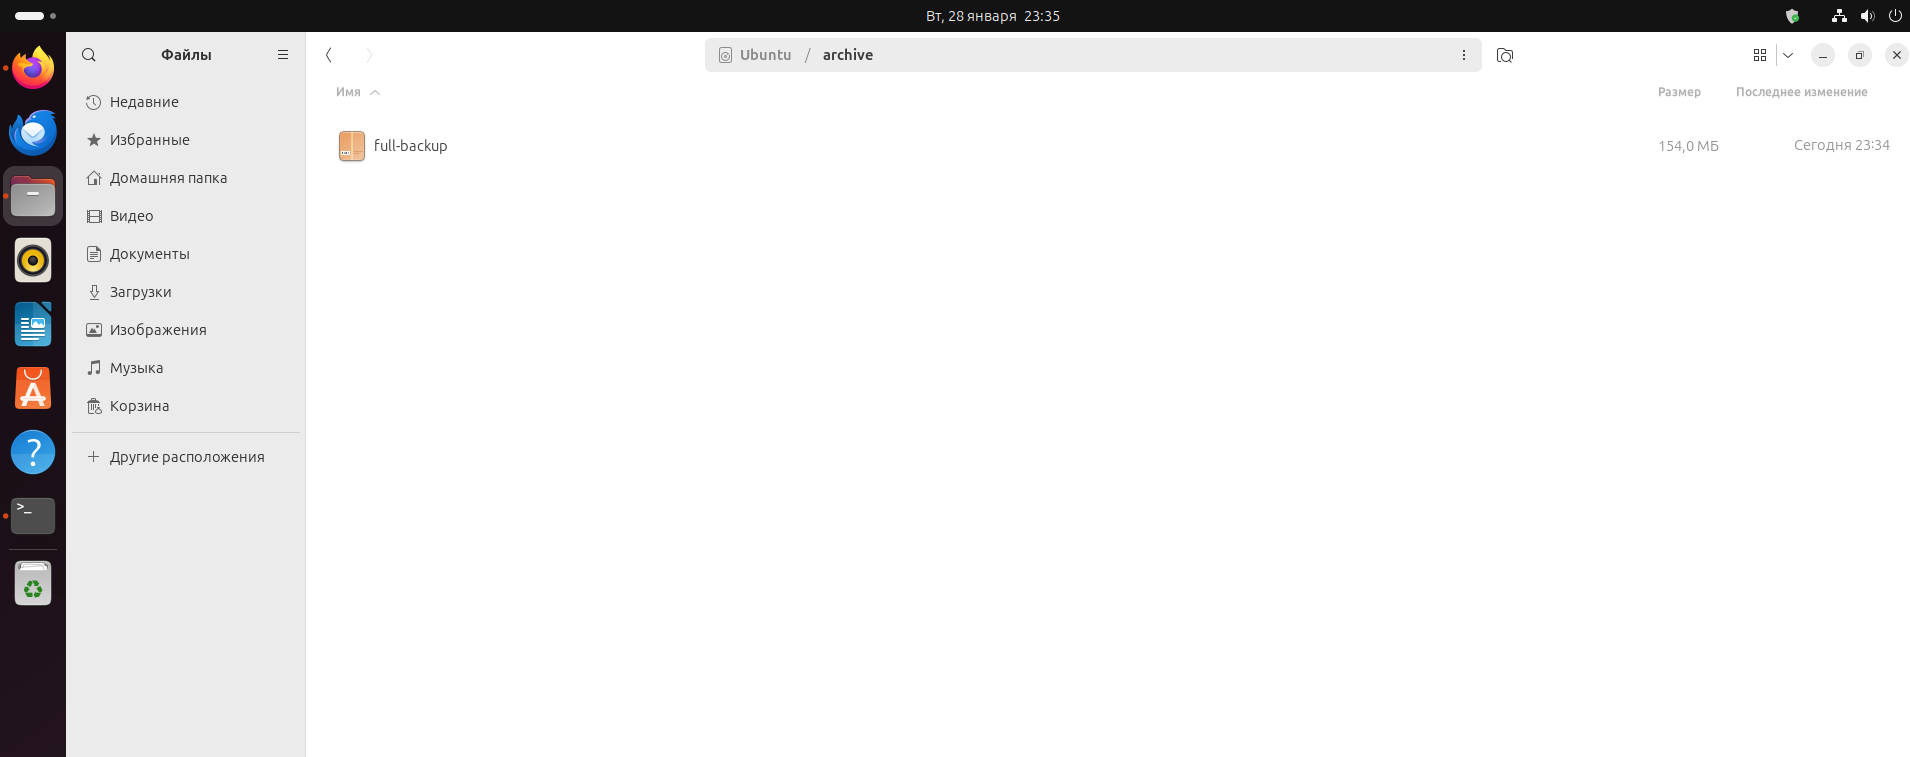 Вт, 28 января 23:35
Файлы
Ubuntu / archive
Имя
Размер
Последнее изменение
Недавние
Избранные
Домашняя папка
Видео
Документы
Загрузки
Изображения
Музыка
Корзина
Другие расположения
full-backup
154,0 МБ
Сегодня 23:34